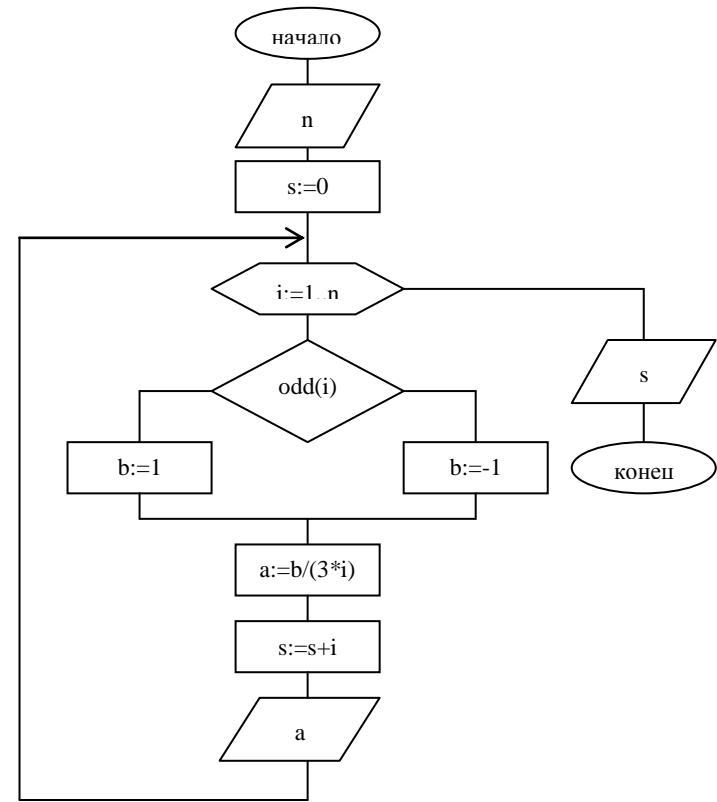 начало
n
s:=0
i:=1..n
odd(i)
s
b:=1
b:=-1
конец
a:=b/(3*i)
s:=s+i
a